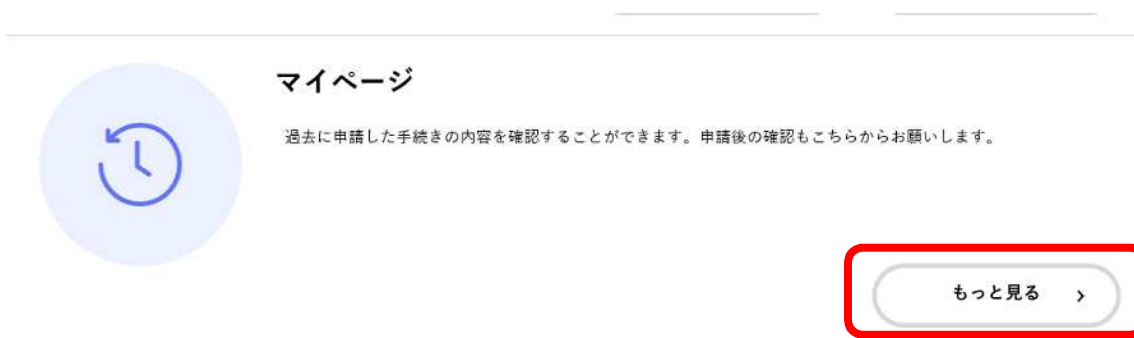 マイページ
過去に申請した手続きの内容を確認することができます。申請後の確認もこちらからお願いします。
もっと見る